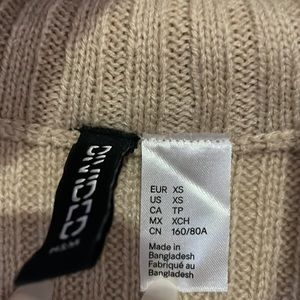 DIVIDED
H&M
EUR XS
US XS
CA TP
MX XCH
CN 160/80A
Made in
Bangladesh
Fabriqué au
Bangladesh